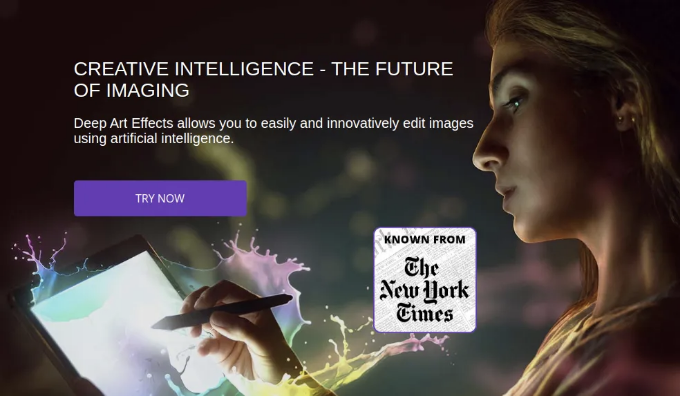 CREATIVE INTELLIGENCE - THE FUTURE
OF IMAGING
Deep Art Effects allows you to easily and innovatively edit images
using artificial intelligence.
TRY NOW
KNOWN FROM
The
New York
Times